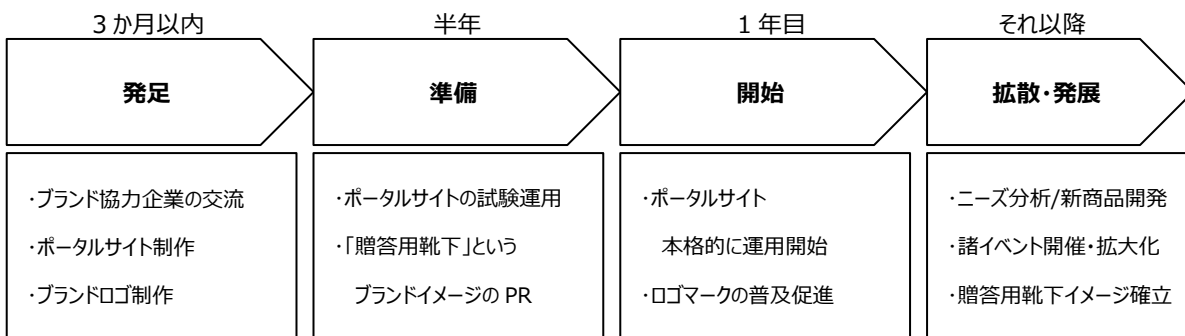 3か月以内
半年
1年目
それ以降
発足
準備
開始
拡散・発展
・ブランド協力企業の交流
・ポータルサイト制作
・ブランドロゴ制作
・ポータルサイトの試験運用
・「贈答用靴下」という
ブランドイメージの PR
・ポータルサイト
本格的に運用開始
・ロゴマークの普及促進
・ニーズ分析/新商品開発
・諸イベント開催・拡大化
・贈答用靴下イメージ確立